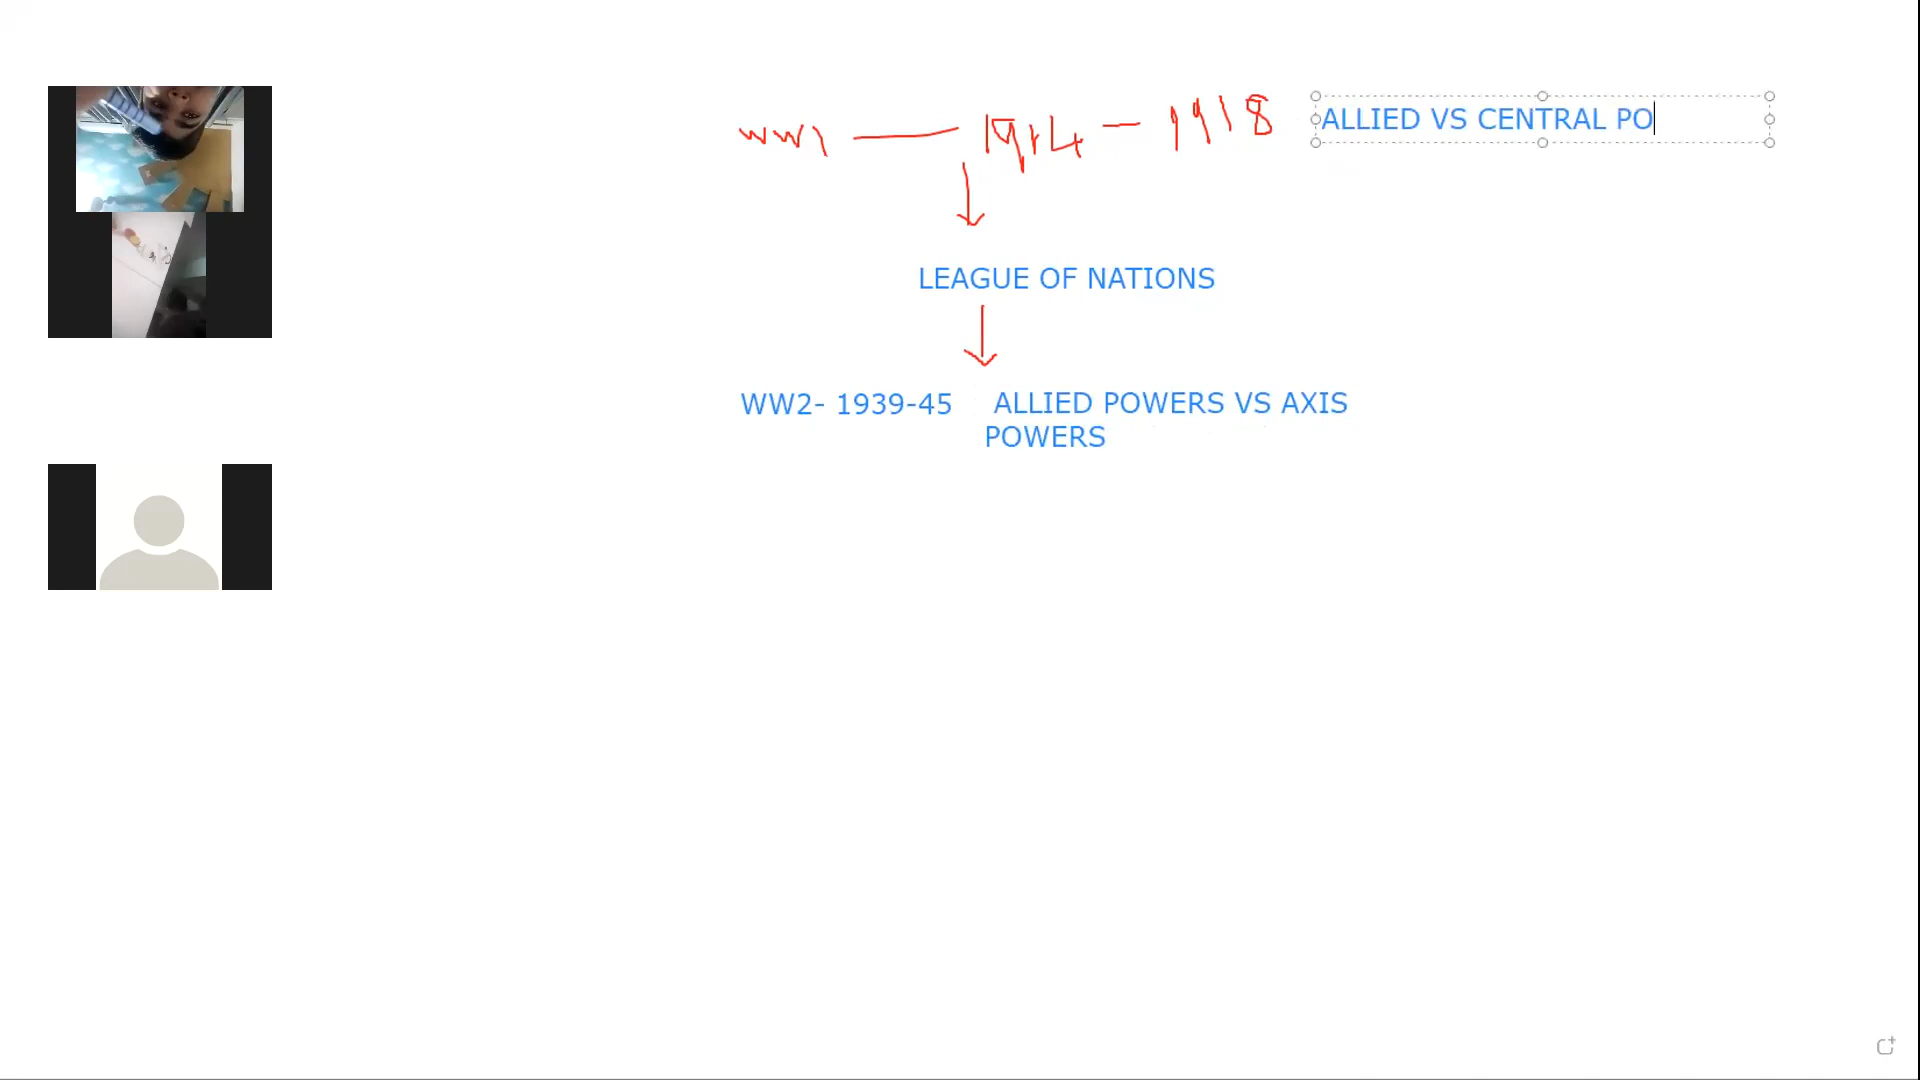 WW1 — 1914 – 1918 ALLIED VS CENTRAL PO
LEAGUE OF NATIONS
WW2- 1939-45 ALLIED POWERS VS AXIS
POWERS